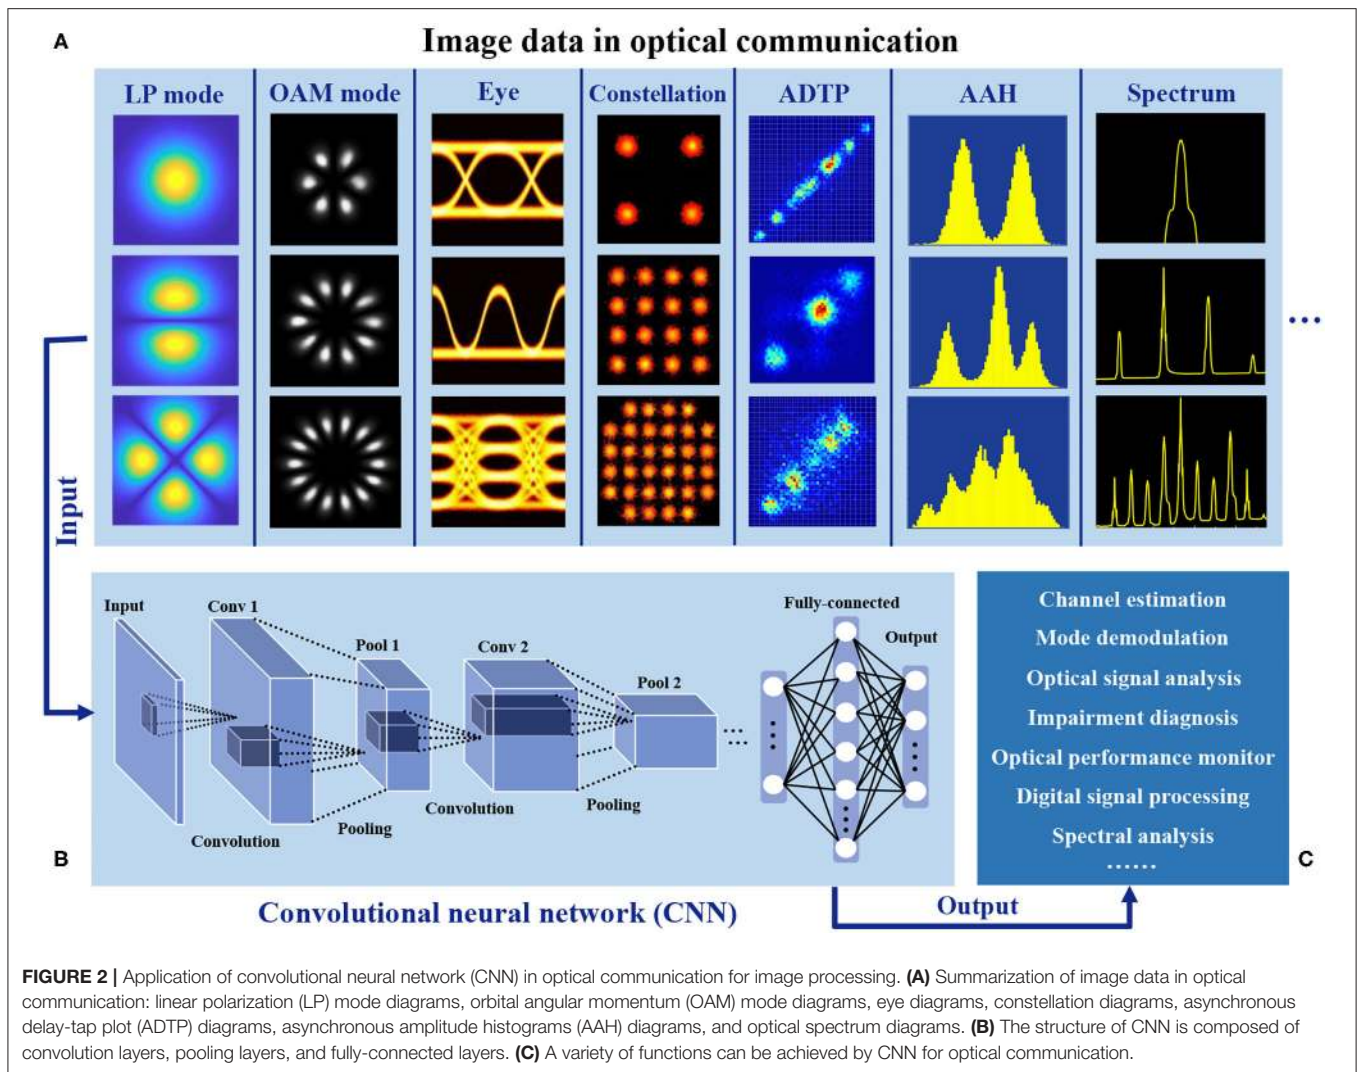 A
Image data in optical communication
LP mode
OAM mode
Eye
Constellation
ADTP
AAH
Spectrum
...
Input
Input
Conv 1
Pool 1
Conv 2
Pool 2
...
...
Fully-connected
Output
Convolution
Pooling
Convolution
Pooling
B
Convolutional neural network (CNN)
Channel estimation
Mode demodulation
Optical signal analysis
Impairment diagnosis
Optical performance monitor
Digital signal processing
Spectral analysis
......
C
Output
FIGURE 2 | Application of convolutional neural network (CNN) in optical communication for image processing. (A) Summarization of image data in optical
communication: linear polarization (LP) mode diagrams, orbital angular momentum (OAM) mode diagrams, eye diagrams, constellation diagrams, asynchronous
delay-tap plot (ADTP) diagrams, asynchronous amplitude histograms (AAH) diagrams, and optical spectrum diagrams. (B) The structure of CNN is composed of
convolution layers, pooling layers, and fully-connected layers. (C) A variety of functions can be achieved by CNN for optical communication.